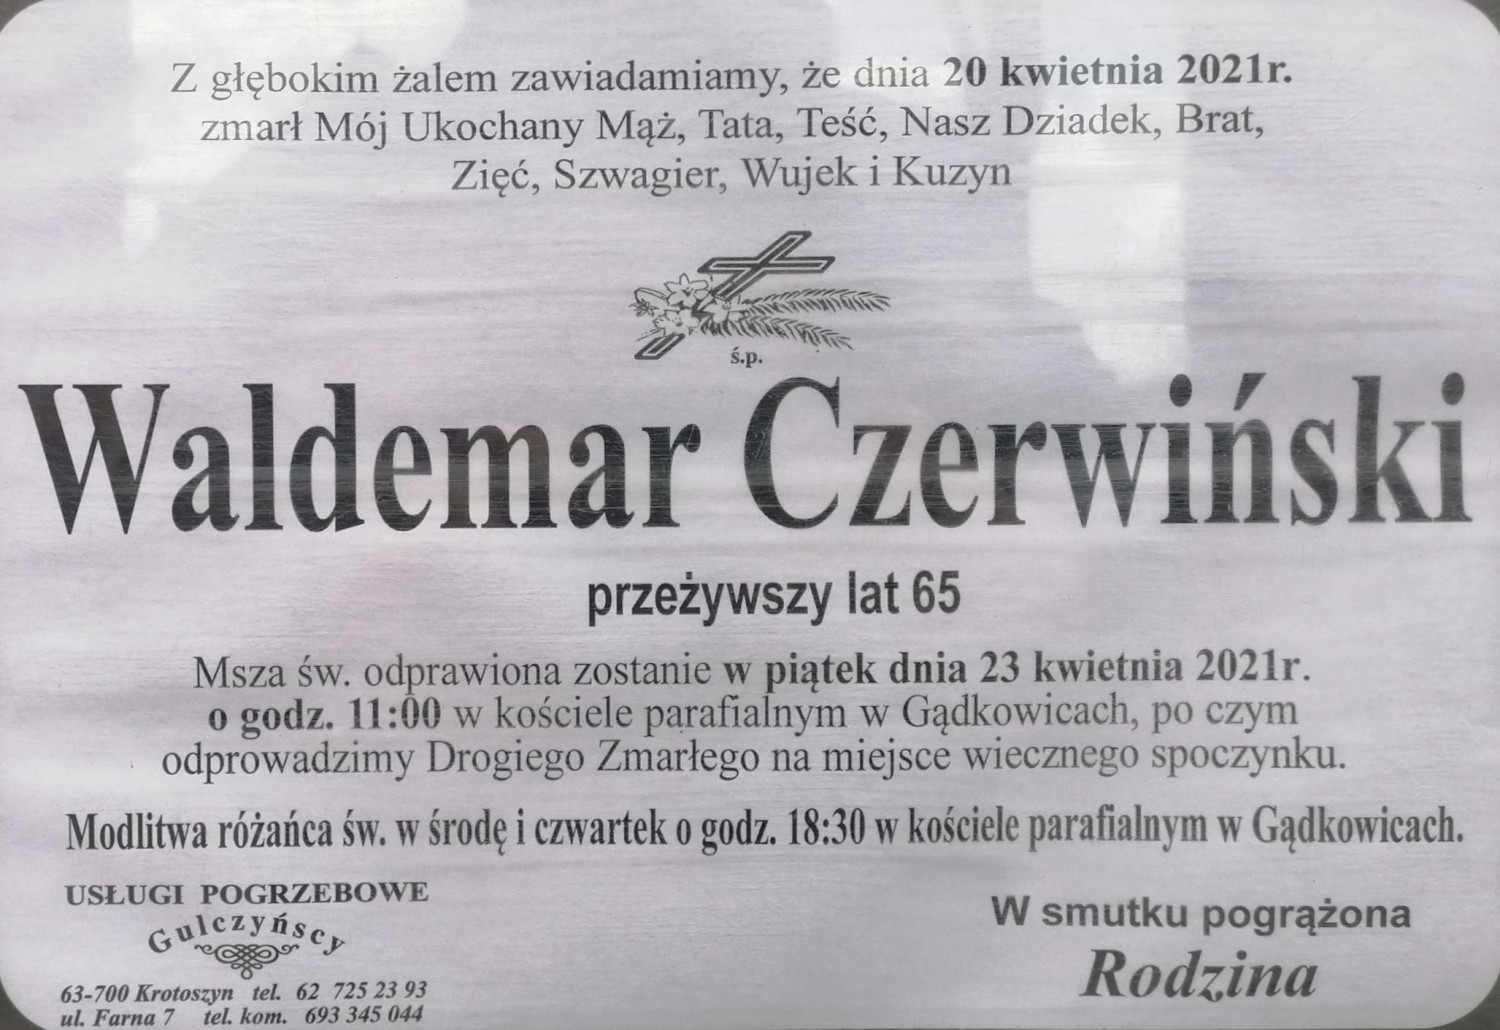 Z głębokim żalem zawiadamiamy, że dnia 20 kwietnia 2021r.
zmarł Mój Ukochany Mąż, Tata, Teść, Nasz Dziadek, Brat,
Zięć, Szwagier, Wujek i Kuzyn
ś.p.
Waldemar Czerwiński
przeżywszy lat 65
Msza św. odprawiona zostanie w piątek dnia 23 kwietnia 2021r.
o godz. 11:00 w kościele parafialnym w Gądkowicach, po czym
odprowadzimy Drogiego Zmarłego na miejsce wiecznego spoczynku.
Modlitwa różańca św. w środę i czwartek o godz. 18:30 w kościele parafialnym w Gądkowicach.
USŁUGI POGRZEBOWE
Gulczyńscy
63-700 Krotoszyn tel. 62 725 23 93
ul. Farna 7 tel. kom. 693 345 044
W smutku pogrążona
Rodzina